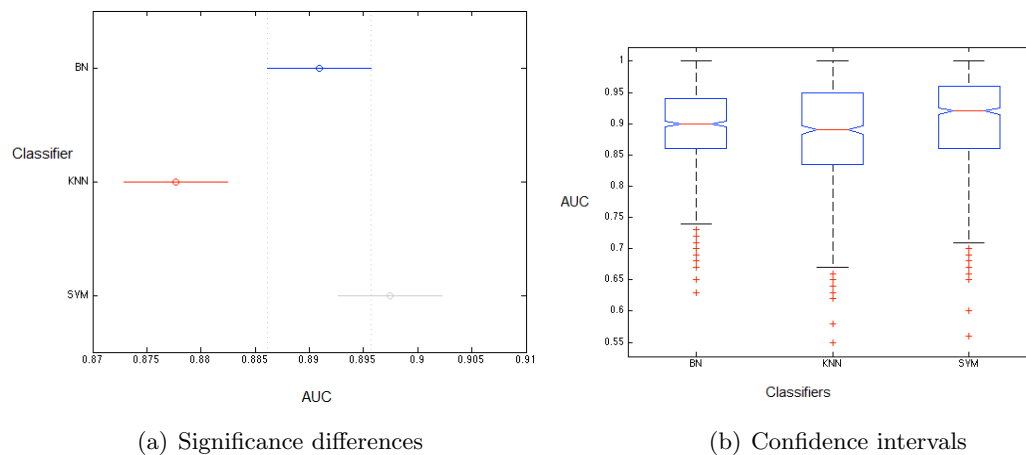 BN
Classifier
KNN
SYM
0.87 0.875 0.88 0.885 0.89 0.895 0.9 0.905 0.91
AUC
(a) Significance differences
1
0.95
0.9
0.85
0.8
AUC
0.75
0.7
0.65
0.6
0.55
BN KNN SYM
Classifiers
(b) Confidence intervals